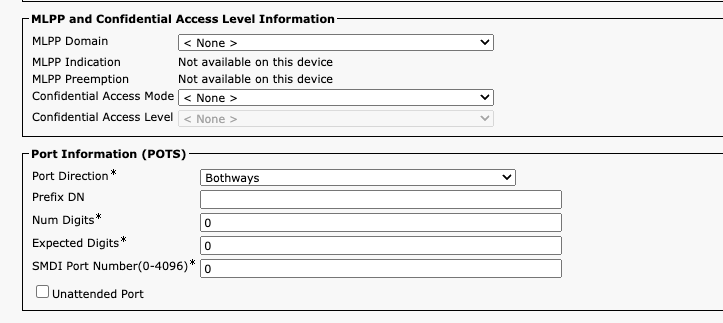 MLPP and Confidential Access Level Information
MLPP Domain < None >
MLPP Indication Not available on this device
MLPP Preemption Not available on this device
Confidential Access Mode < None >
Confidential Access Level < None >
Port Information (POTS)
Port Direction* Bothways
Prefix DN
Num Digits* 0
Expected Digits* 0
SMDI Port Number(0-4096)* 0
Unattended Port